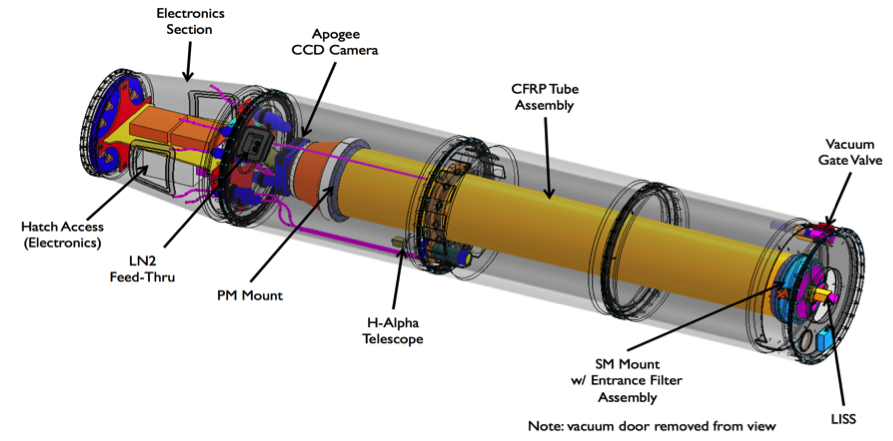 Electronics
Section
Apogee
CCD Camera
CFRP Tube
Assembly
Vacuum
Gate Valve
Hatch Access
(Electronics)
LN2
Feed-Thru
PM Mount
H-Alpha
Telescope
SM Mount
w/ Entrance Filter
Assembly
LISS
Note: vacuum door removed from view